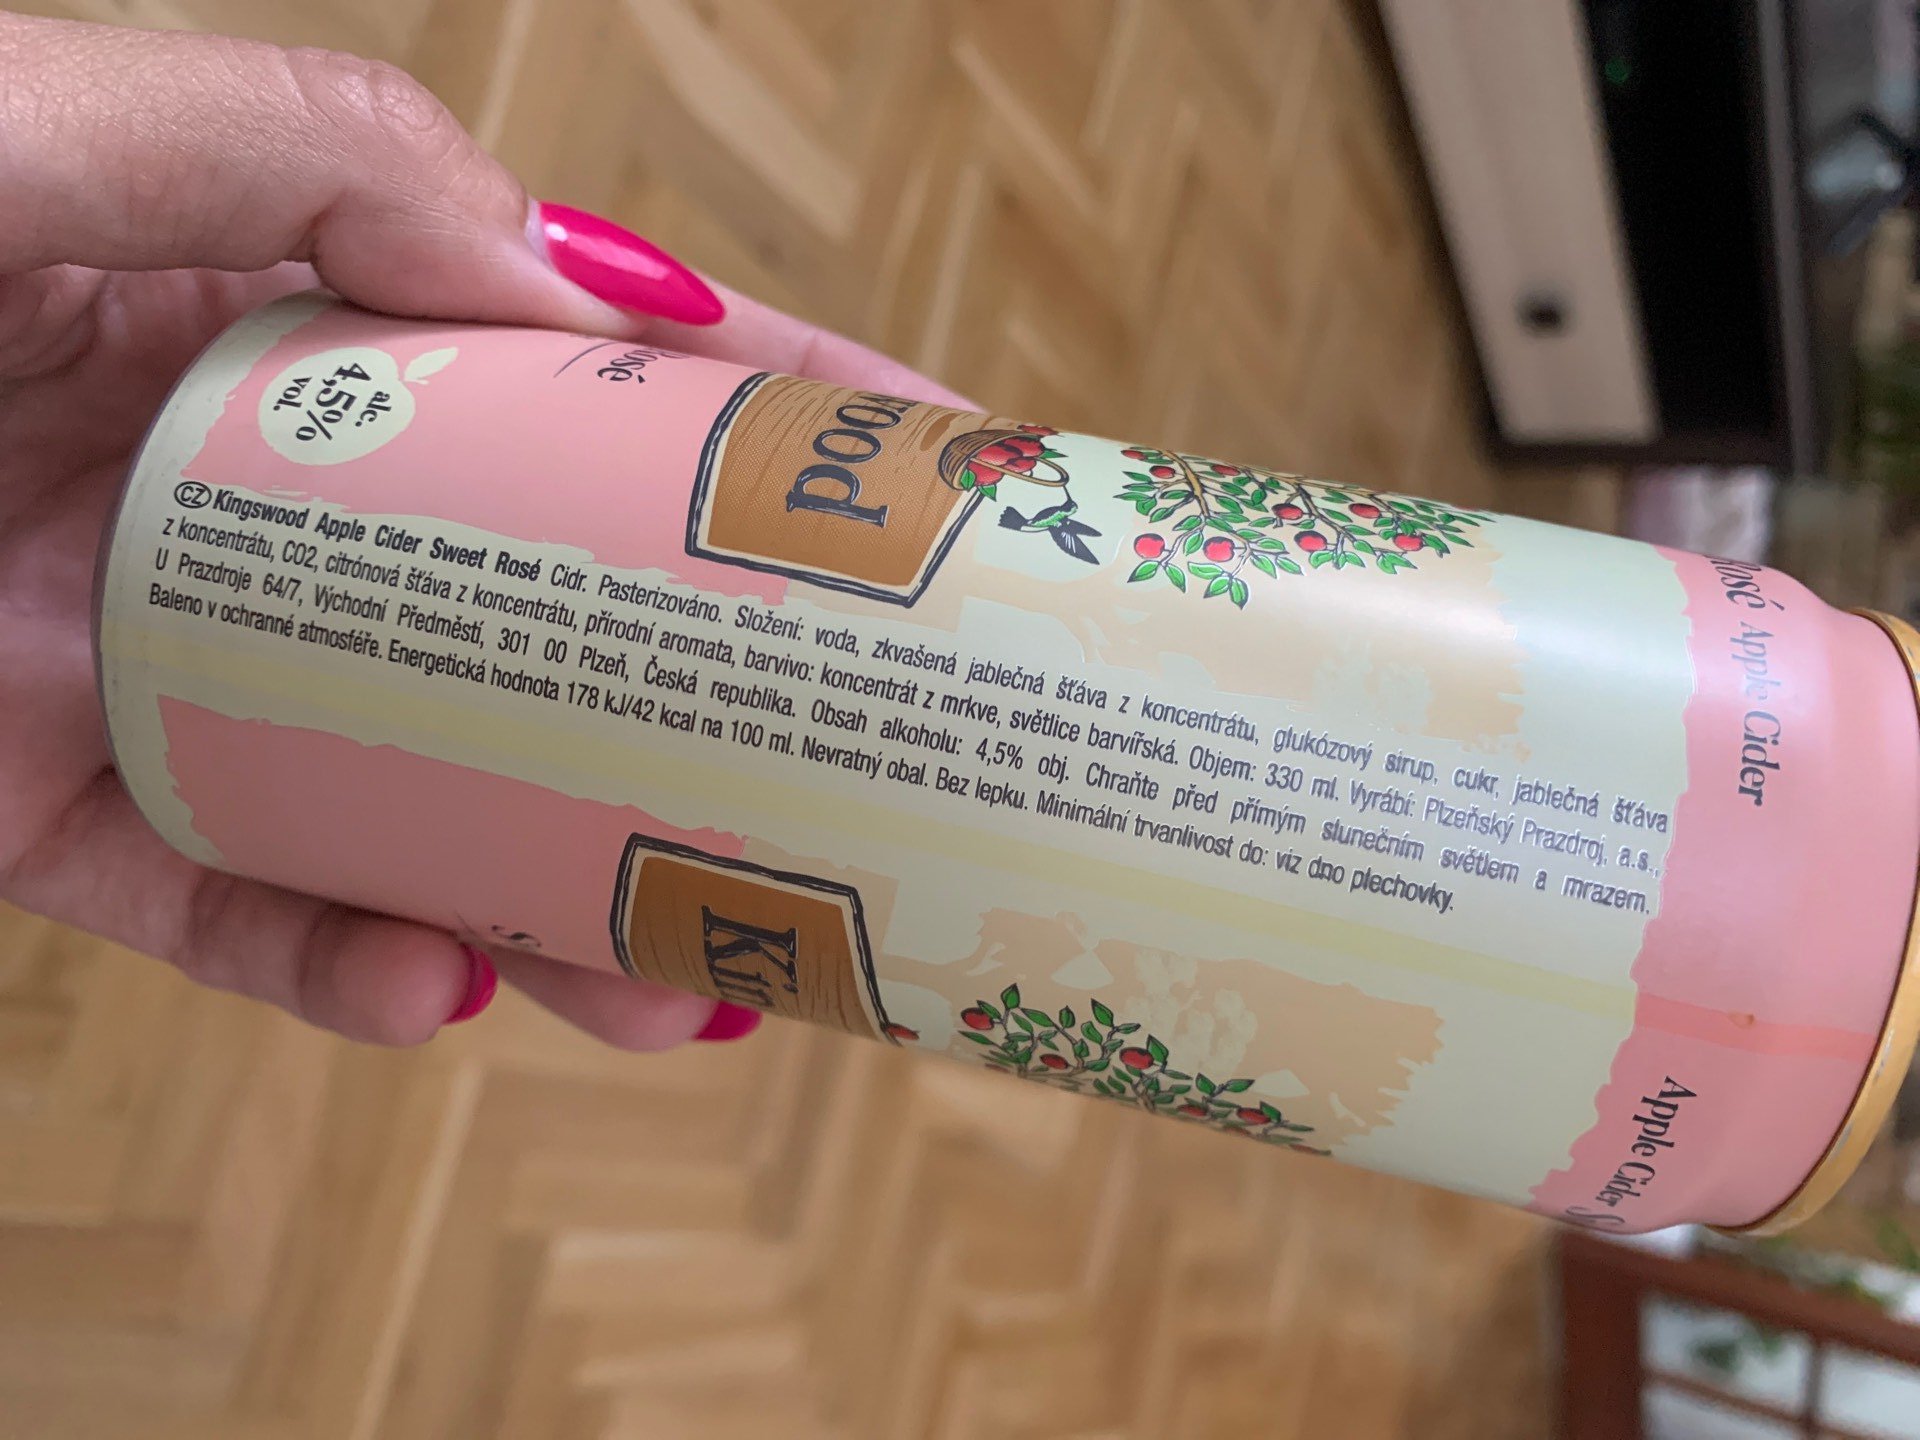 Rosé Apple Cider
wood
Rosé
alc.
4,5%
vol.
CZ Kingswood Apple Cider Sweet Rosé Cidr. Pasterizováno. Složení: voda, zkvašená jablečná šťáva z koncentrátu, glukózový sirup, cukr, jablečná šťáva
z koncentrátu, CO2, citrónová šťáva z koncentrátu, přírodní aromata, barvivo: koncentrát z mrkve, světlice barvířská. Objem: 330 ml. Vyrábí: Plzeňský Prazdroj, a.s.,
U Prazdroje 64/7, Východní Předměstí, 301 00 Plzeň, Česká republika. Obsah alkoholu: 4,5% obj. Chraňte před přímým slunečním světlem a mrazem.
Baleno v ochranné atmosféře. Energetická hodnota 178 kJ/42 kcal na 100 ml. Nevratný obal. Bez lepku. Minimální trvanlivost do: viz dno plechovky.
Apple Cider S
Kin
S